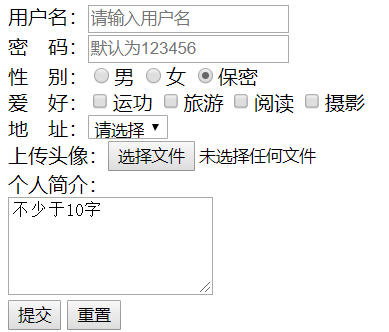 用户名：请输入用户名
密　码：默认为123456
性　别：男 女 保密
爱　好：运功 旅游 阅读 摄影
地　址：请选择
上传头像：选择文件 未选择任何文件
个人简介：
不少于10字
提交 重置